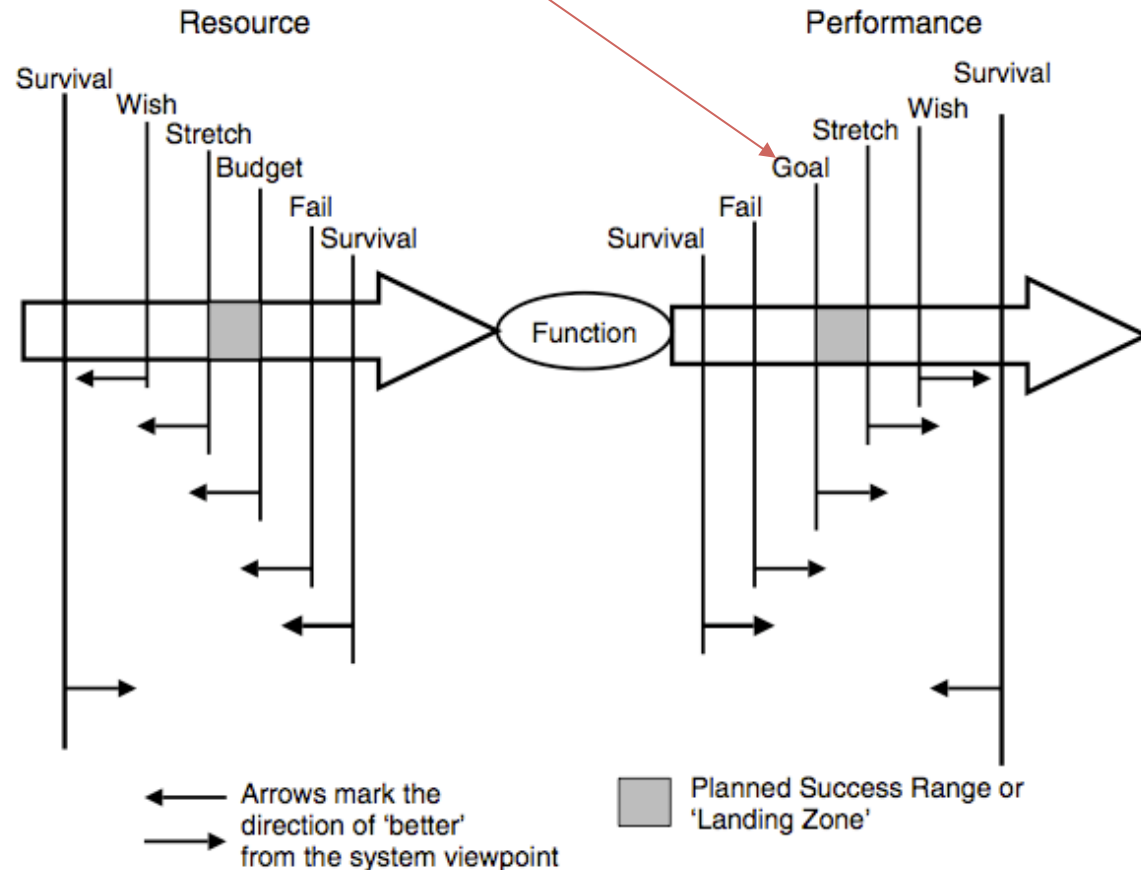 Resource
Performance
Survival
Wish
Stretch
Budget
Fail
Survival
Survival
Fail
Goal
Stretch
Wish
Survival
Function
Arrows mark the
direction of ‘better’
from the system viewpoint
Planned Success Range or
‘Landing Zone’